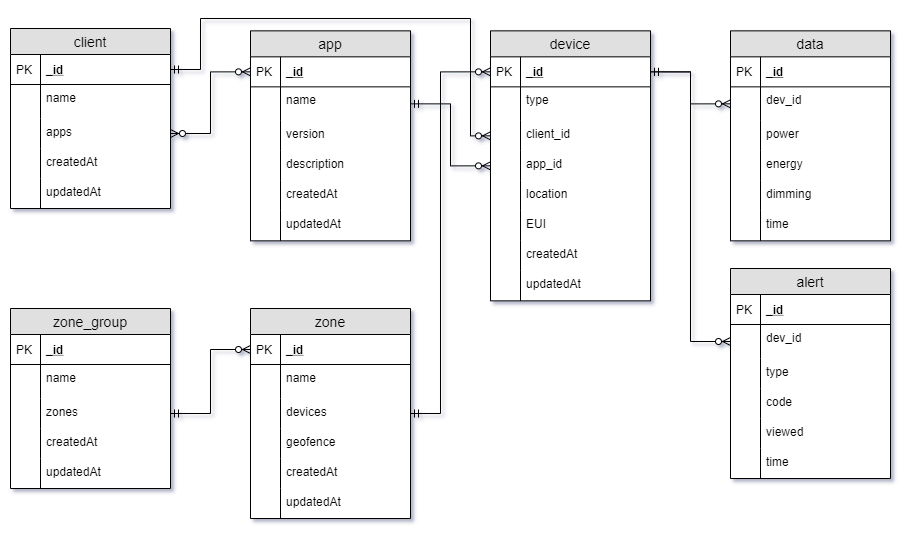 client
PK _id
name
apps
createdAt
updatedAt
app
PK _id
name
version
description
createdAt
updatedAt
device
PK _id
type
client_id
app_id
location
EUI
createdAt
updatedAt
data
PK _id
dev_id
power
energy
dimming
time
zone_group
PK _id
name
zones
createdAt
updatedAt
zone
PK _id
name
devices
geofence
createdAt
updatedAt
alert
PK _id
dev_id
type
code
viewed
time